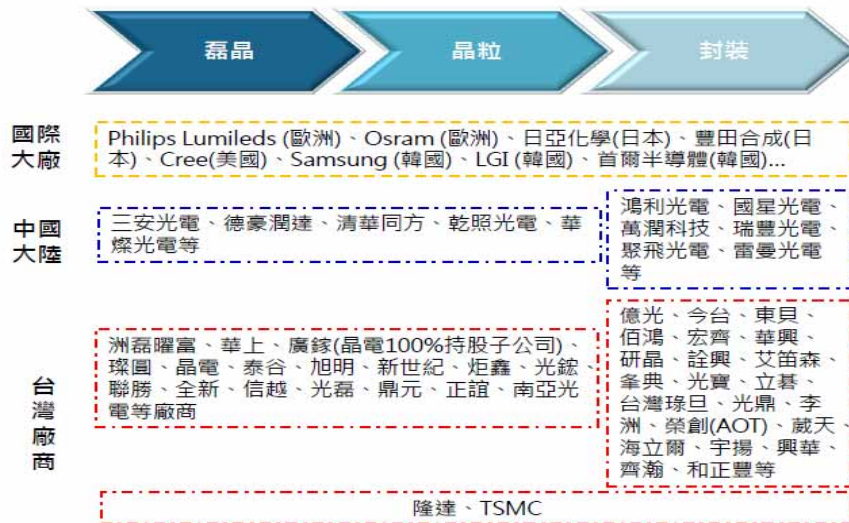 磊晶
晶粒
封裝
國際
大廠
Philips Lumileds (歐洲)、Osram (歐洲)、日亞化學(日本)、豐田合成(日
本)、Cree(美國)、Samsung (韓國)、LGI (韓國)、首爾半導體(韓國)...
中國
大陸
三安光電、德豪潤達、清華同方、乾照光電、華
燦光電等
鴻利光電、國星光電、
萬潤科技、瑞豐光電、
聚飛光電、雷曼光電
等
台
灣
廠
商
洲磊曜富、華上、廣鎵(晶電100%持股子公司)、
璨圓、晶電、泰谷、旭明、新世紀、炬鑫、光鋐、
聯勝、全新、信越、光磊、鼎元、正誼、南亞光
電等廠商
億光、今台、東貝、
佰鴻、宏齊、華興、
研晶、詮興、艾笛森、
夆典、光寶、立碁、
台灣琭旦、光鼎、李
洲、榮創(AOT)、葳天、
海立爾、宇揚、興華、
齊瀚、和正豐等
隆達、TSMC